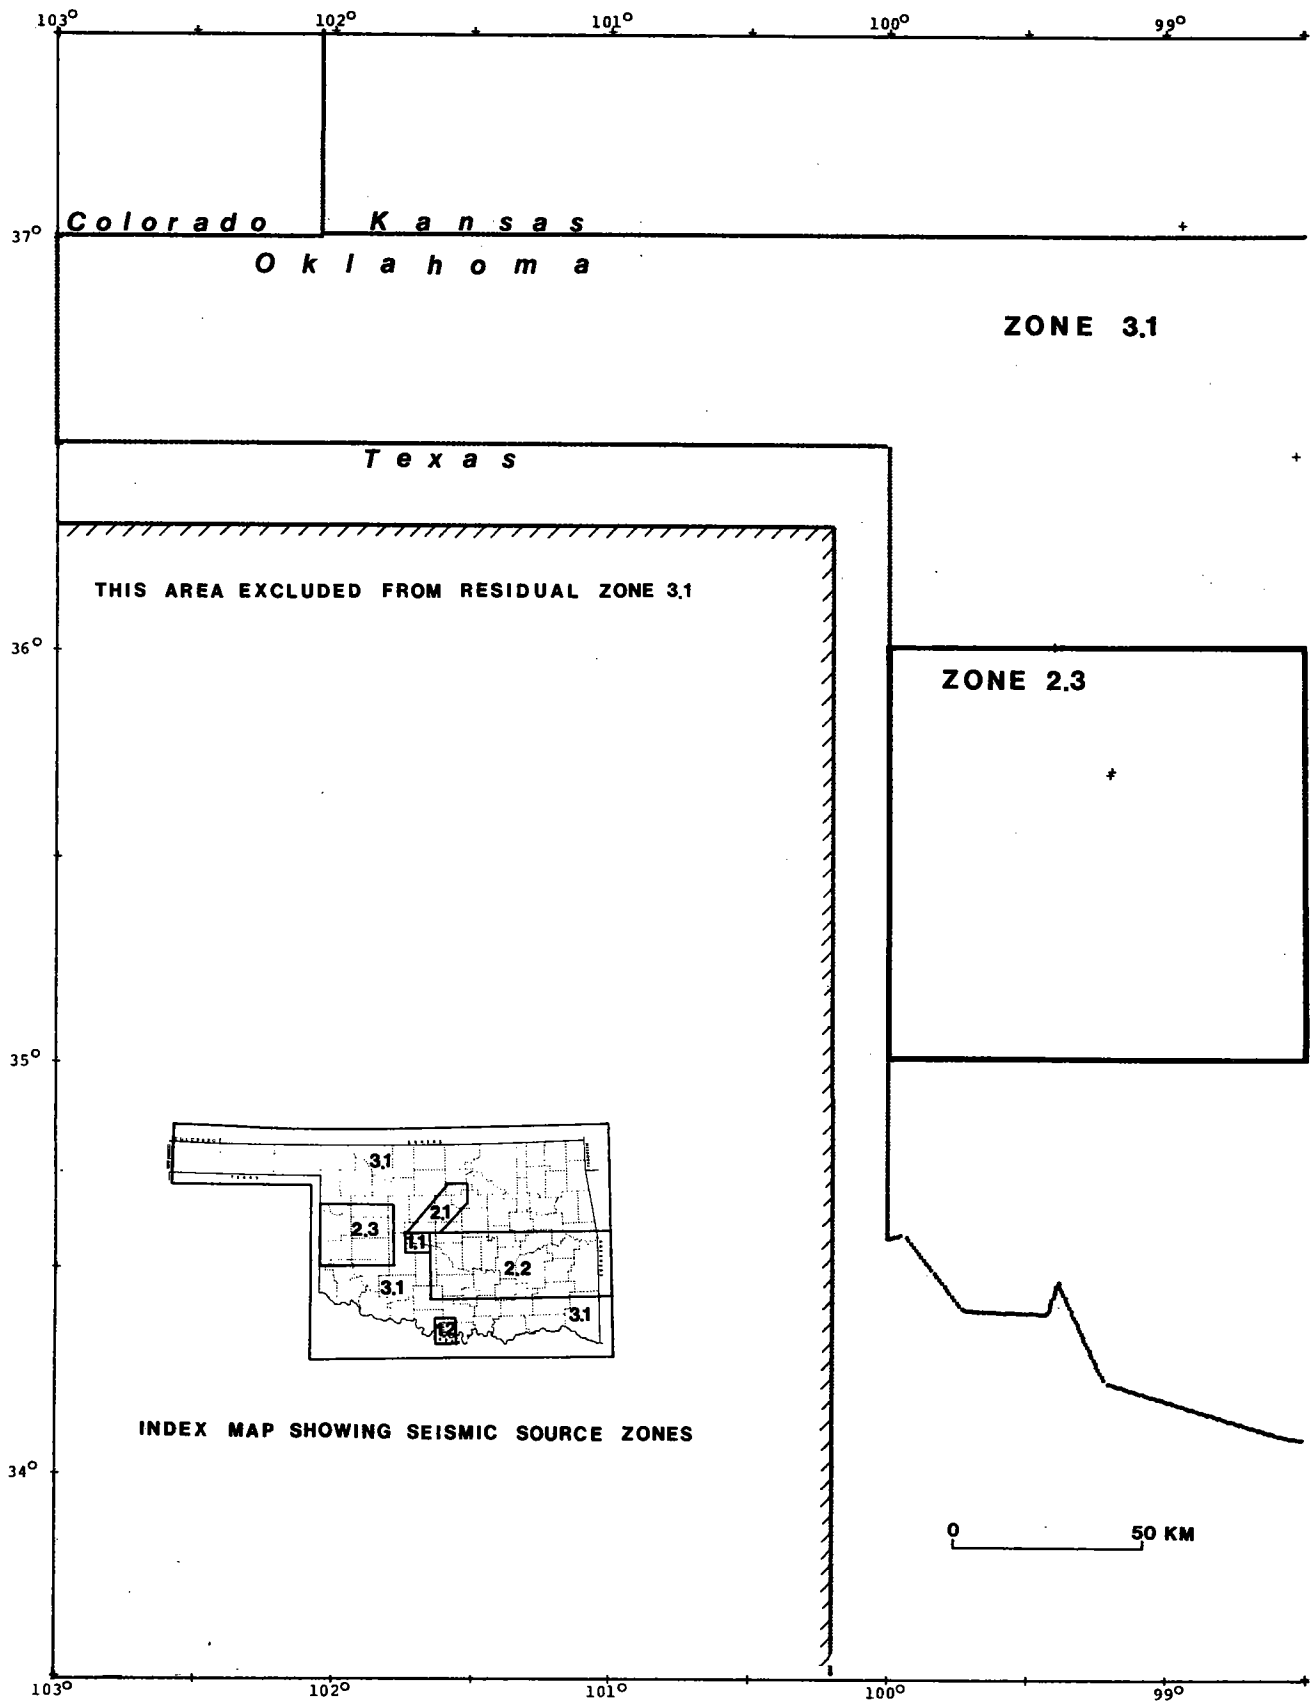 103° 102° 101° 100° 99°
Colorado Kansas
37°
Oklahoma
ZONE 3.1
Texas
THIS AREA EXCLUDED FROM RESIDUAL ZONE 3.1
36°
ZONE 2.3
35°
3.1
2.1
2.3
1.1
2.2
3.1
3.1
1.2
INDEX MAP SHOWING SEISMIC SOURCE ZONES
34°
0 50 KM
103° 102° 101° 100° 99°